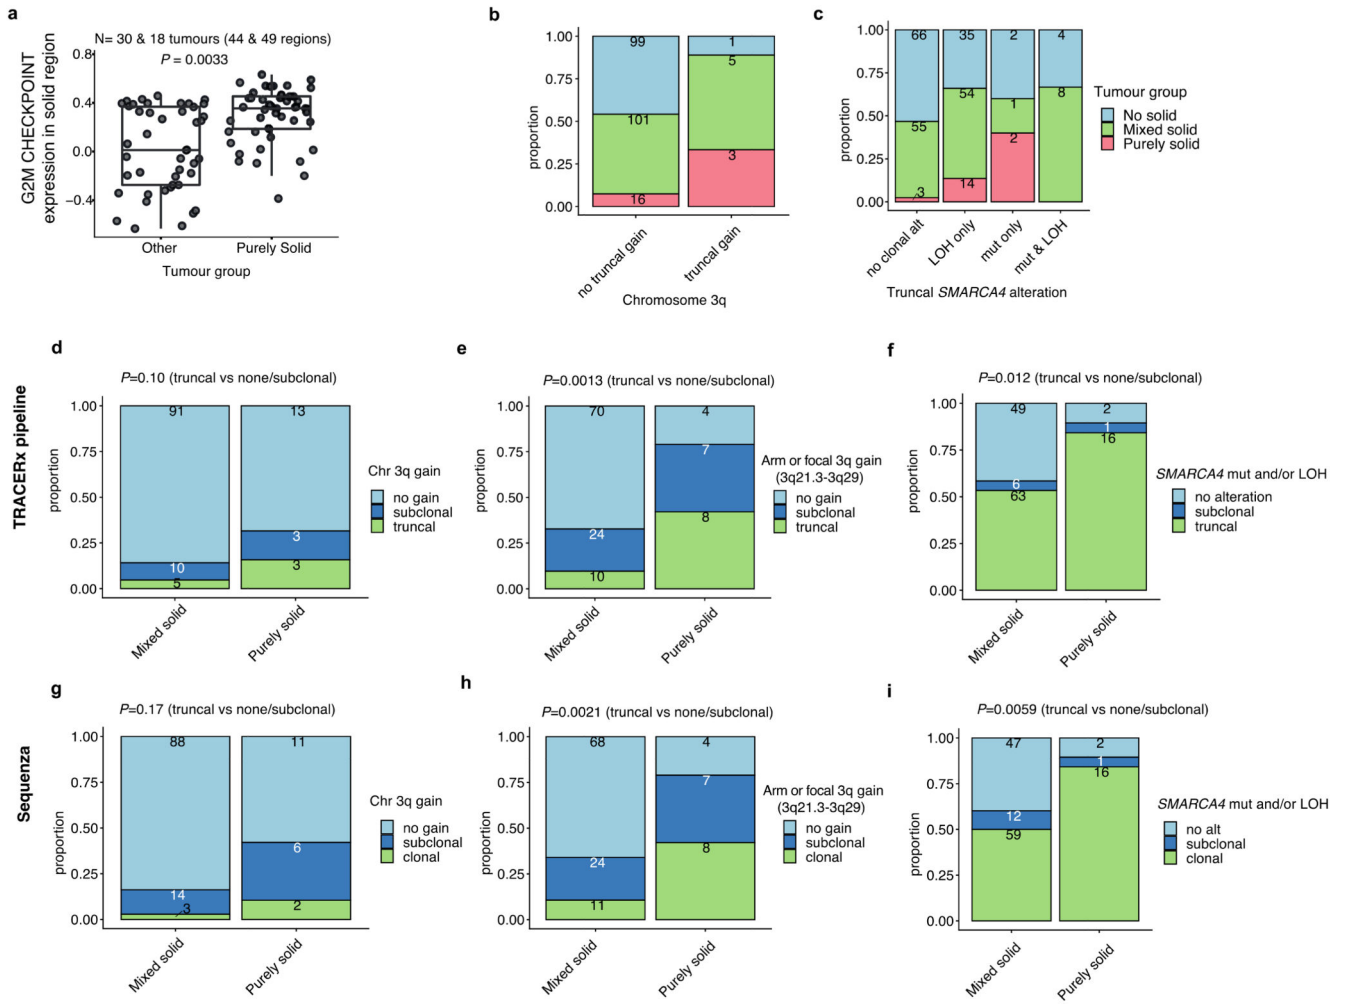 a
N= 30 & 18 tumours (44 & 49 regions)
P = 0.0033
G2M CHECKPOINT
expression in solid region
0.8
0.4
0.0
−0.4
Other
Purely Solid
Tumour group
b
proportion
1.00
0.75
0.50
0.25
0.00
99
101
16
1
5
3
no truncal gain
truncal gain
Chromosome 3q
c
proportion
1.00
0.75
0.50
0.25
0.00
66
55
3
35
54
14
2
1
2
4
8
no clonal alt
LOH only
mut only
mut & LOH
Truncal SMARCA4 alteration
Tumour group
No solid
Mixed solid
Purely solid
TRACERx pipeline
d
P=0.10 (truncal vs none/subclonal)
proportion
1.00
0.75
0.50
0.25
0.00
91
10
5
13
3
3
Mixed solid
Purely solid
Chr 3q gain
no gain
subclonal
truncal
e
P=0.0013 (truncal vs none/subclonal)
proportion
1.00
0.75
0.50
0.25
0.00
70
24
10
4
7
8
Mixed solid
Purely solid
Arm or focal 3q gain
(3q21.3-3q29)
no gain
subclonal
truncal
f
P=0.012 (truncal vs none/subclonal)
proportion
1.00
0.75
0.50
0.25
0.00
49
6
63
2
1
16
Mixed solid
Purely solid
SMARCA4 mut and/or LOH
no alteration
subclonal
truncal
Sequenza
g
P=0.17 (truncal vs none/subclonal)
proportion
1.00
0.75
0.50
0.25
0.00
88
14
3
11
6
2
Mixed solid
Purely solid
Chr 3q gain
no gain
subclonal
clonal
h
P=0.0021 (truncal vs none/subclonal)
proportion
1.00
0.75
0.50
0.25
0.00
68
24
11
4
7
8
Mixed solid
Purely solid
Arm or focal 3q gain
(3q21.3-3q29)
no gain
subclonal
clonal
i
P=0.0059 (truncal vs none/subclonal)
proportion
1.00
0.75
0.50
0.25
0.00
47
12
59
2
1
16
Mixed solid
Purely solid
SMARCA4 mut and/or LOH
no alt
subclonal
clonal